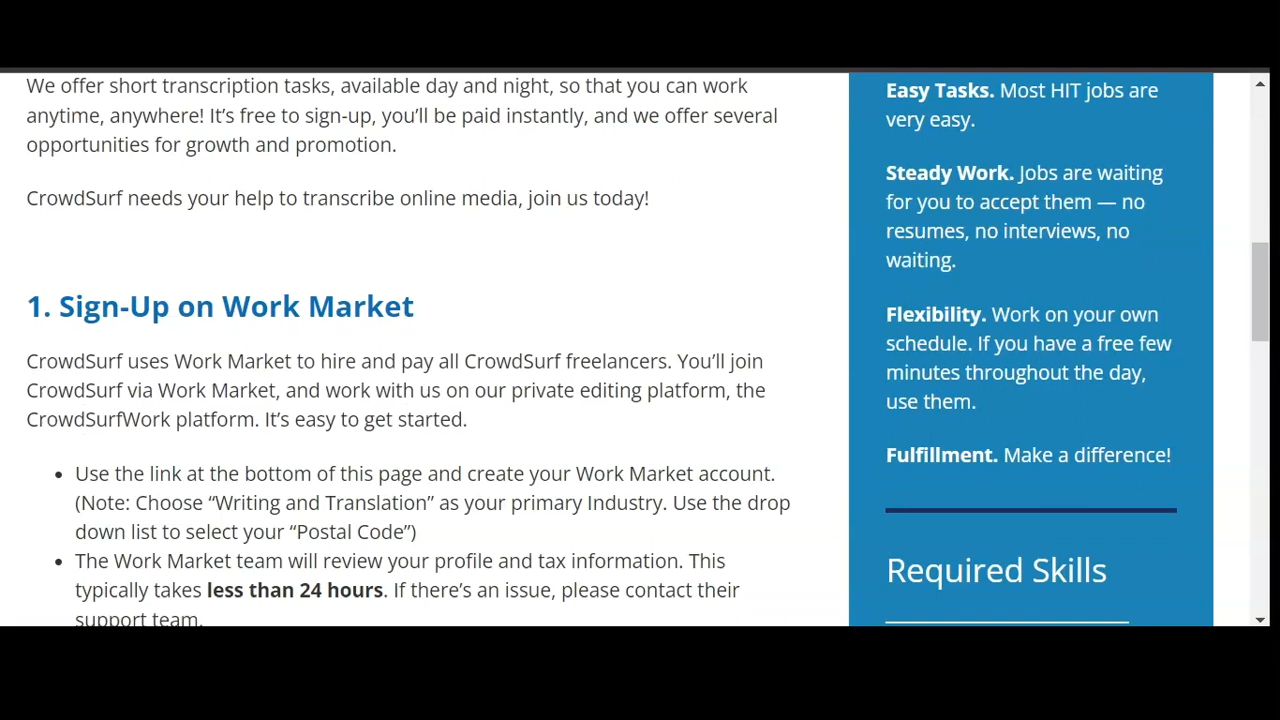 We offer short transcription tasks, available day and night, so that you can work
anytime, anywhere! It’s free to sign-up, you’ll be paid instantly, and we offer several
opportunities for growth and promotion.
CrowdSurf needs your help to transcribe online media, join us today!
1. Sign-Up on Work Market
CrowdSurf uses Work Market to hire and pay all CrowdSurf freelancers. You’ll join
CrowdSurf via Work Market, and work with us on our private editing platform, the
CrowdSurfWork platform. It’s easy to get started.
• Use the link at the bottom of this page and create your Work Market account.
(Note: Choose “Writing and Translation” as your primary Industry. Use the drop
down list to select your “Postal Code”)
• The Work Market team will review your profile and tax information. This
typically takes less than 24 hours. If there’s an issue, please contact their
support team.
Easy Tasks. Most HIT jobs are
very easy.
Steady Work. Jobs are waiting
for you to accept them — no
resumes, no interviews, no
waiting.
Flexibility. Work on your own
schedule. If you have a free few
minutes throughout the day,
use them.
Fulfillment. Make a difference!
Required Skills